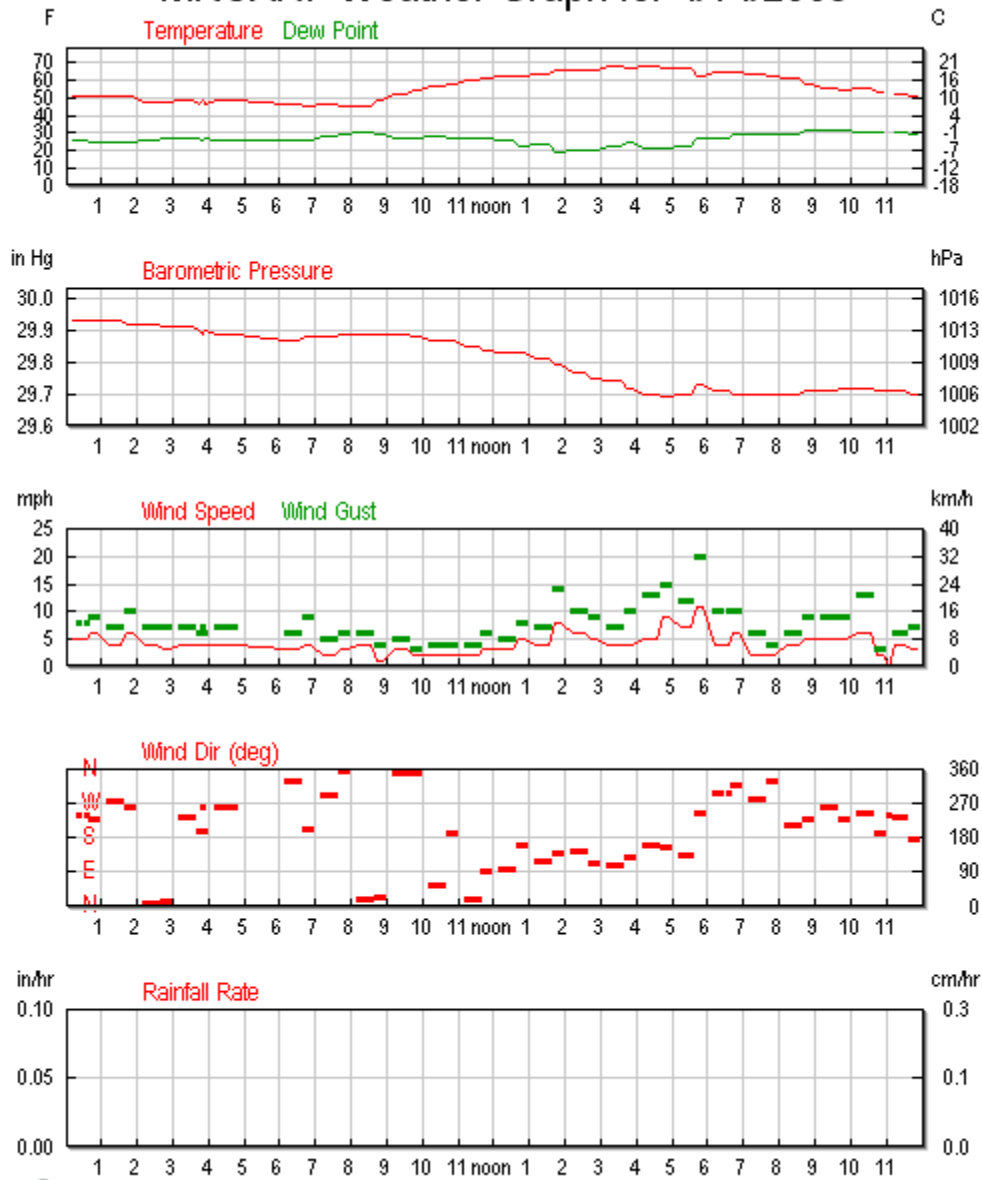 Weather Graph for
F C
Temperature Dew Point
70 21
60 16
50 10
40 4
30 -1
20 -7
10 -12
0 -18
1 2 3 4 5 6 7 8 9 10 11 noon 1 2 3 4 5 6 7 8 9 10 11
in Hg hPa
Barometric Pressure
30.0 1016
29.9 1013
29.8 1009
29.7 1006
29.6 1002
1 2 3 4 5 6 7 8 9 10 11 noon 1 2 3 4 5 6 7 8 9 10 11
mph km/h
Wind Speed Wind Gust
25 40
20 32
15 24
10 16
5 8
0 0
1 2 3 4 5 6 7 8 9 10 11 noon 1 2 3 4 5 6 7 8 9 10 11
Wind Dir (deg)
N 360
W 270
S 180
E 90
N 0
1 2 3 4 5 6 7 8 9 10 11 noon 1 2 3 4 5 6 7 8 9 10 11
in/hr cm/hr
Rainfall Rate
0.10 0.3
0.05 0.1
0.00 0.0
1 2 3 4 5 6 7 8 9 10 11 noon 1 2 3 4 5 6 7 8 9 10 11